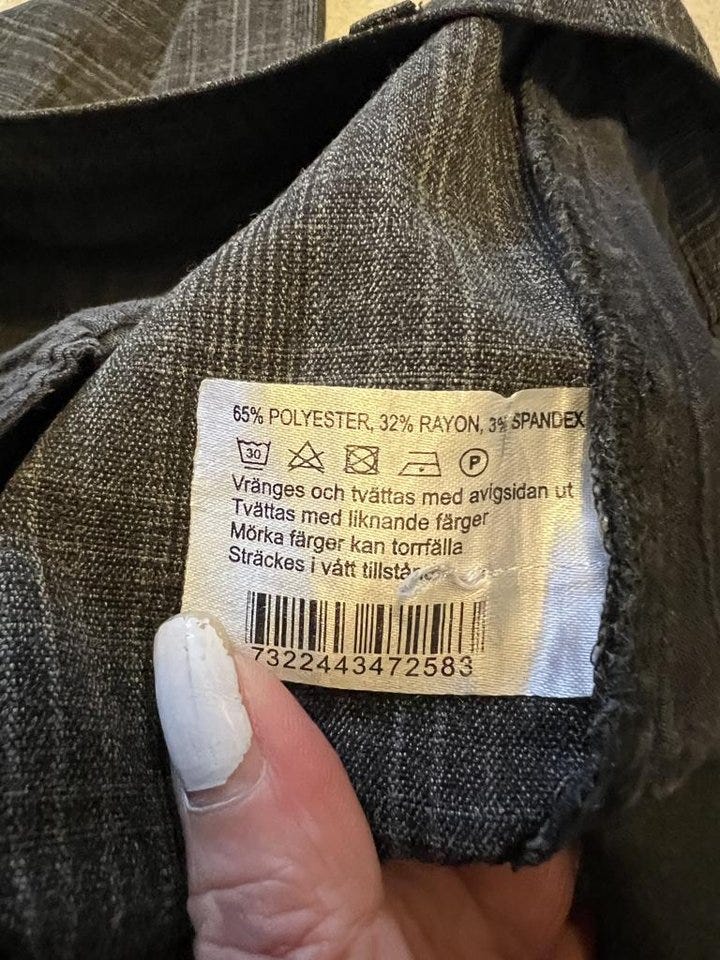 65% POLYESTER, 32% RAYON, 3% SPANDEX
30 P
Vränges och tvättas med avigsidan ut
Tvättas med liknande färger
Mörka färger kan torrfälla
Sträckes i vått
7322443472583